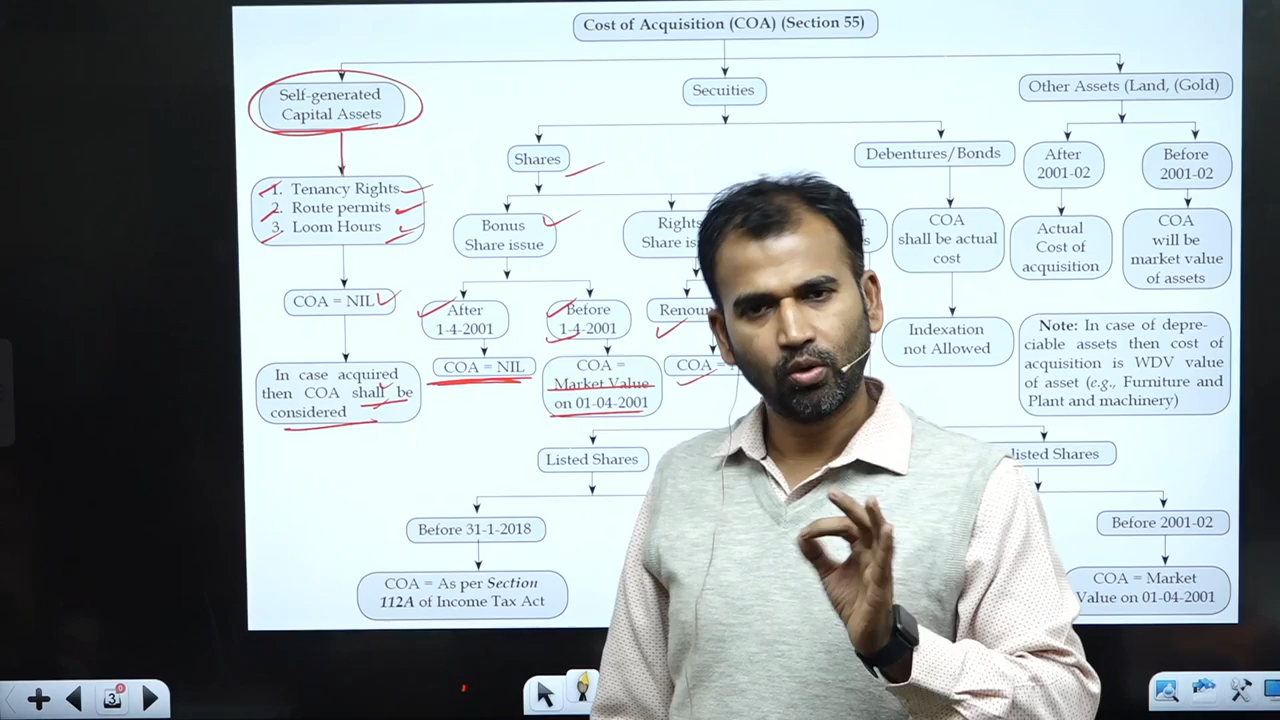 Cost of Acquisition (COA) (Section 55)
Self-generated
Capital Assets
Secuities
Other Assets (Land, (Gold)
Shares
Debentures/Bonds
After
2001-02
Before
2001-02
1. Tenancy Rights
2. Route permits
3. Loom Hours
Bonus
Share issue
Rights
Share
COA
shall be actual
cost
Actual
Cost of
acquisition
COA
will be
market value
of assets
COA = NIL
After
1-4-2001
Before
1-4-2001
Indexation
not Allowed
Note: In case of depre-
ciable assets then cost of
acquisition is WDV value
of asset (e.g., Furniture and
Plant and machinery)
In case acquired
then COA shall be
considered
COA = NIL
COA =
Market Value
on 01-04-2001
COA =
Listed Shares
Shares
Before 31-1-2018
Before 2001-02
COA = As per Section
112A of Income Tax Act
COA = Market
Value on 01-04-2001
3